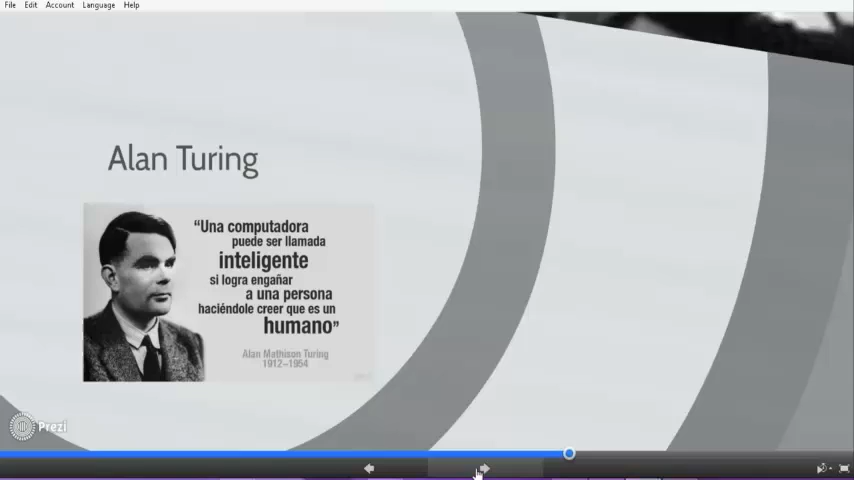 File Edit Account Language Help
Alan Turing
“Una computadora
puede ser llamada
inteligente
si logra engañar
a una persona
haciéndole creer que es un
humano”
Alan Mathison Turing
1912–1954
Prezi